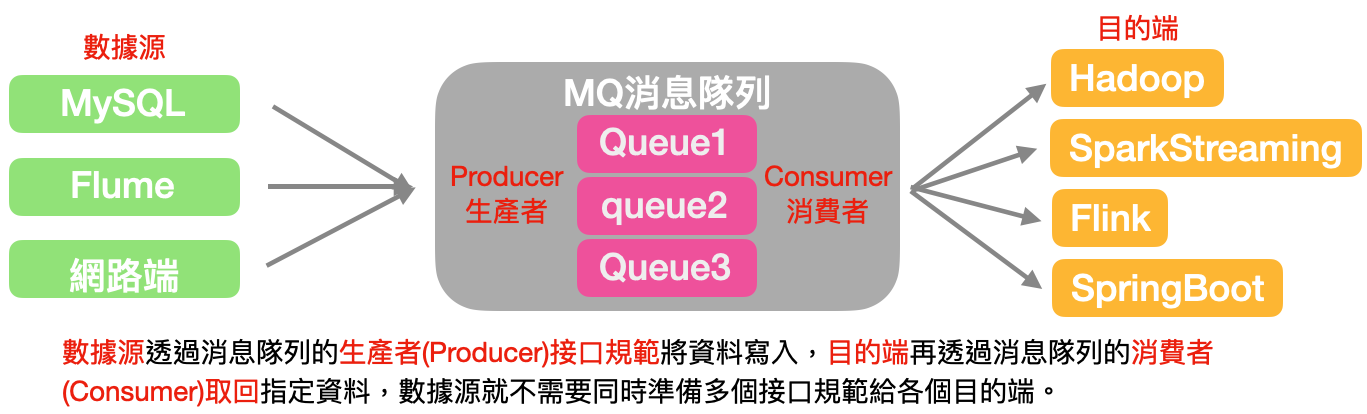 數據源
MySQL
Flume
網路端
MQ消息隊列
Queue1
queue2
Queue3
Producer
生產者
Consumer
消費者
目的端
Hadoop
SparkStreaming
Flink
SpringBoot
數據源透過消息隊列的生產者(Producer)接口規範將資料寫入，目的端再透過消息隊列的消費者
(Consumer)取回指定資料，數據源就不需要同時準備多個接口規範給各個目的端。